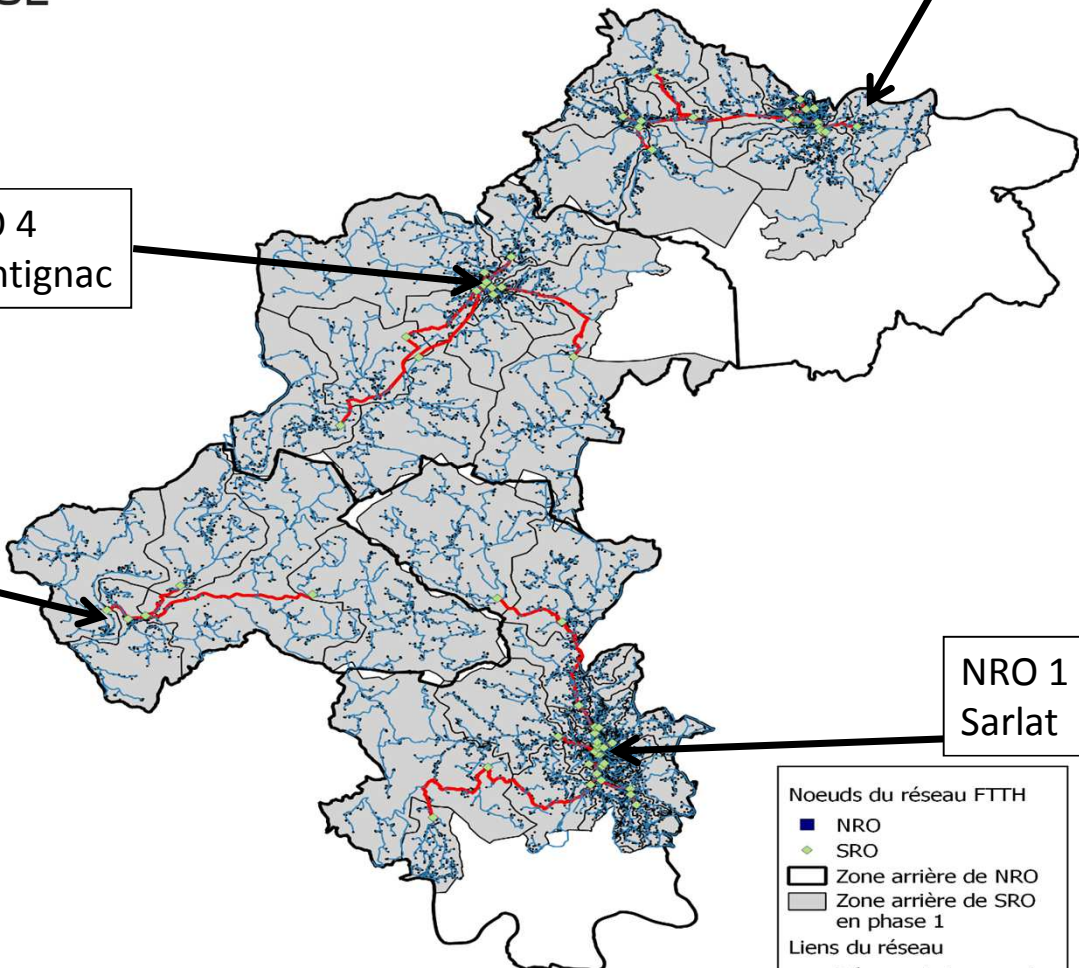 O 4
ntignac
NRO 1
Sarlat
Noeuds du réseau FTTH
NRO
SRO
Zone arrière de NRO
Zone arrière de SRO
en phase 1
Liens du réseau